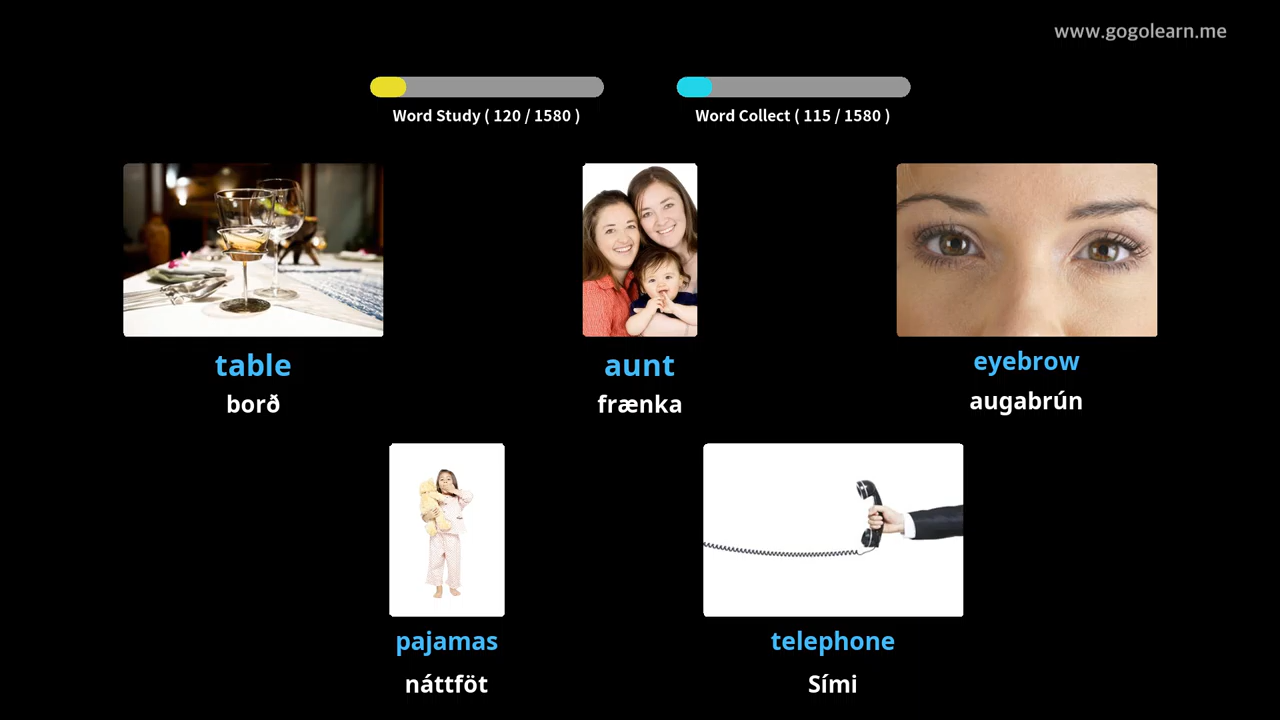 www.gogolearn.me
Word Study ( 120 / 1580 )
Word Collect ( 115 / 1580 )
table
borð
aunt
frænka
eyebrow
augabrún
pajamas
náttföt
telephone
Sími